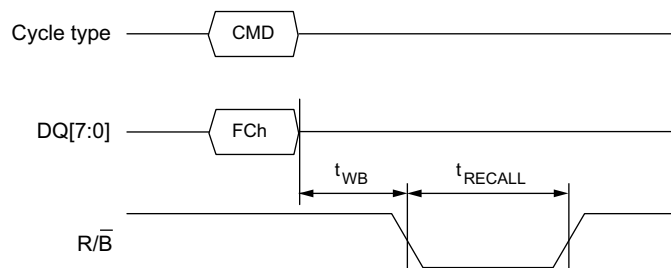 Cycle type
CMD
DQ[7:0]
FCh
tWB
tRECALL
R/B̅